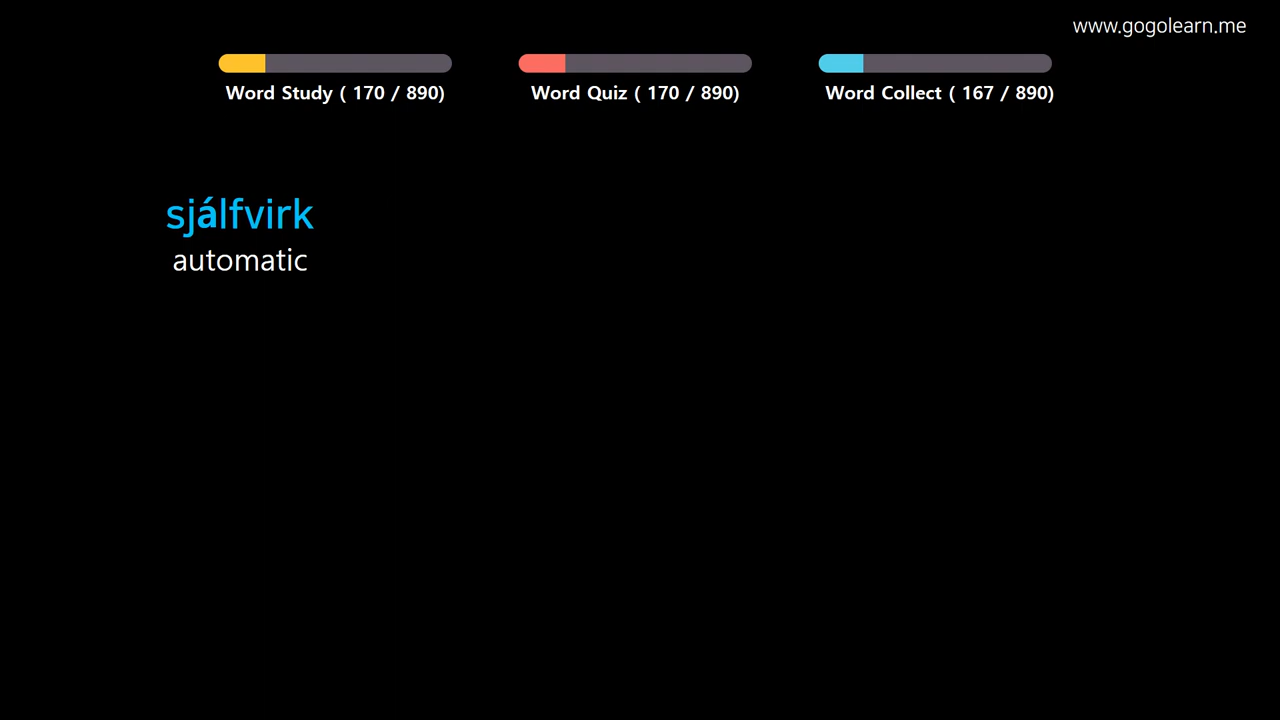 www.gogolearn.me
Word Study ( 170 / 890)
Word Quiz ( 170 / 890)
Word Collect ( 167 / 890)
sjálfvirk
automatic